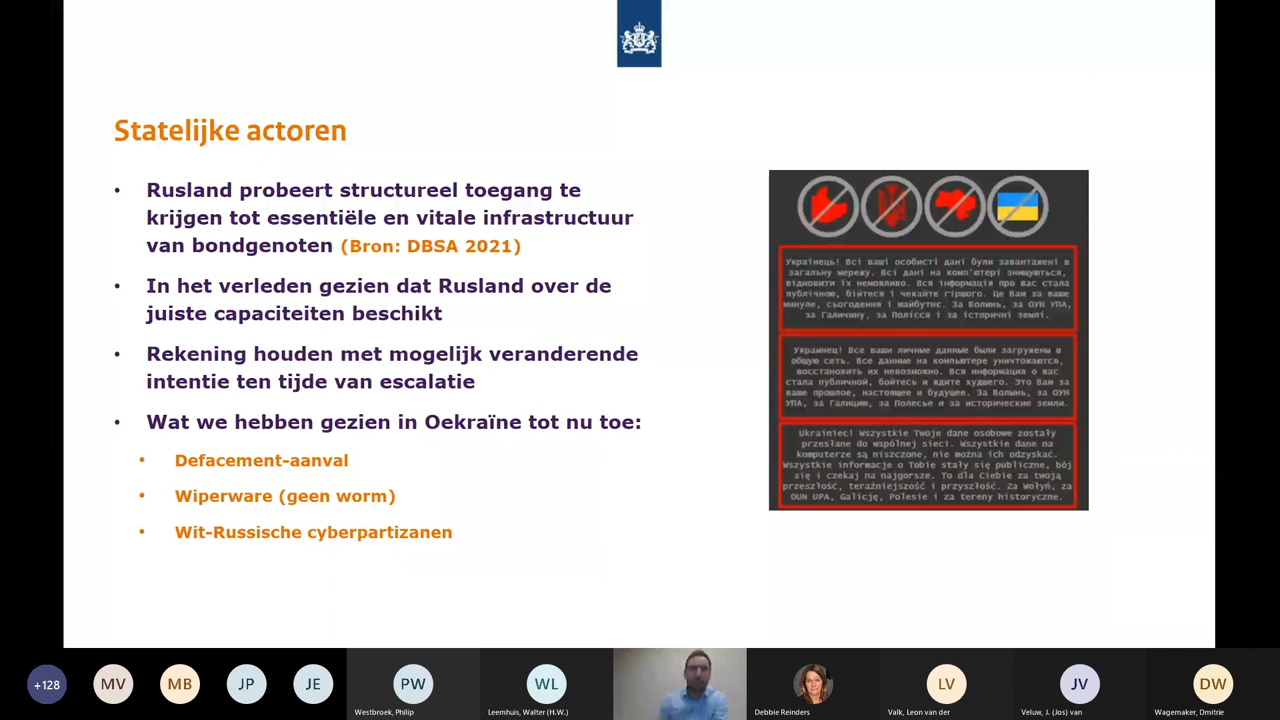 Statelijke actoren
• Rusland probeert structureel toegang te
krijgen tot essentiële en vitale infrastructuur
van bondgenoten (Bron: DBSA 2021)
• In het verleden gezien dat Rusland over de
juiste capaciteiten beschikt
• Rekening houden met mogelijk veranderende
intentie ten tijde van escalatie
• Wat we hebben gezien in Oekraïne tot nu toe:
• Defacement-aanval
• Wiperware (geen worm)
• Wit-Russische cyberpartizanen
Українець! Всі ваші особисті дані були завантажені в
загальну мережу. Всі дані на комп'ютері знищуються,
відновити їх неможливо. Вся інформація про вас стала
публічною, бійтеся і чекайте гіршого. Це Вам за ваше
минуле, сьогодення і майбутнє. За Волинь, за ОУН УПА,
за Галичину, за Полісся і за історичні землі.
Украинец! Все ваши личные данные были загружены в
общую сеть. Все данные на компьютере уничтожаются,
восстановить их невозможно. Вся информация о вас
стала публичной, бойтесь и ждите худшего. Это Вам за
ваше прошлое, настоящее и будущее. За Волынь, за ОУН
УПА, за Галицию, за Полесье и за исторические земли.
Ukrainiec! Wszystkie Twoje dane osobowe zostały
przesłane do wspólnej sieci. Wszystkie dane na
komputerze są niszczone, nie można ich odzyskać.
Wszystkie informacje o Tobie stały się publiczne, bój
się i czekaj na najgorsze. To dla Ciebie za twoją
przeszłość, teraźniejszość i przyszłość. Za Wołyń, za
OUN UPA, Galicję, Polesie i za tereny historyczne.
+128 MV MB JP JE PW WL LV JV DW
Westbroek, Philip Leemhuis, Walter (H.W.) Debbie Reinders Valk, Leon van der Veluw, J. (Jos) van Wagemaker, Dmitrie